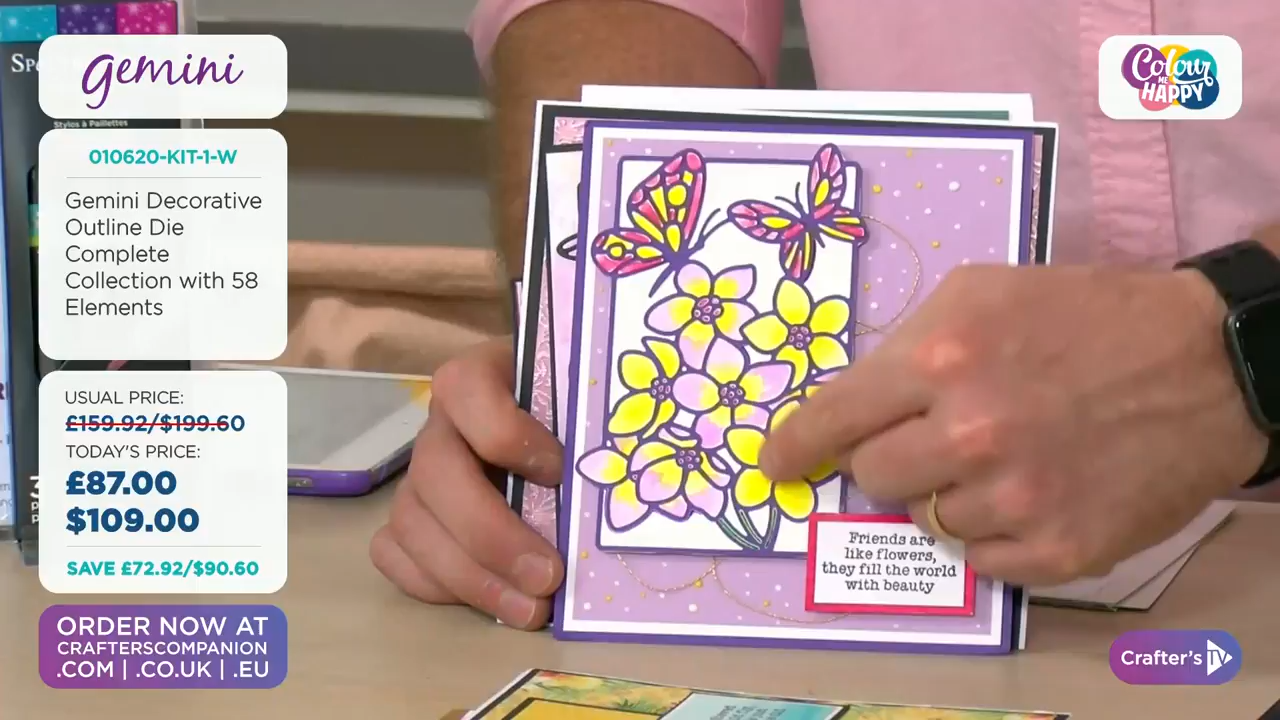 gemini
010620-KIT-1-W
Gemini Decorative
Outline Die
Complete
Collection with 58
Elements
USUAL PRICE:
£159.92/$199.60
TODAY'S PRICE:
£87.00
$109.00
SAVE £72.92/$90.60
ORDER NOW AT
CRAFTERSCOMPANION
.COM | .CO.UK | .EU
Stylos à Paillettes
Colour
ME
HAPPY
Friends are
like flowers,
they fill the world
with beauty
Crafter's TV